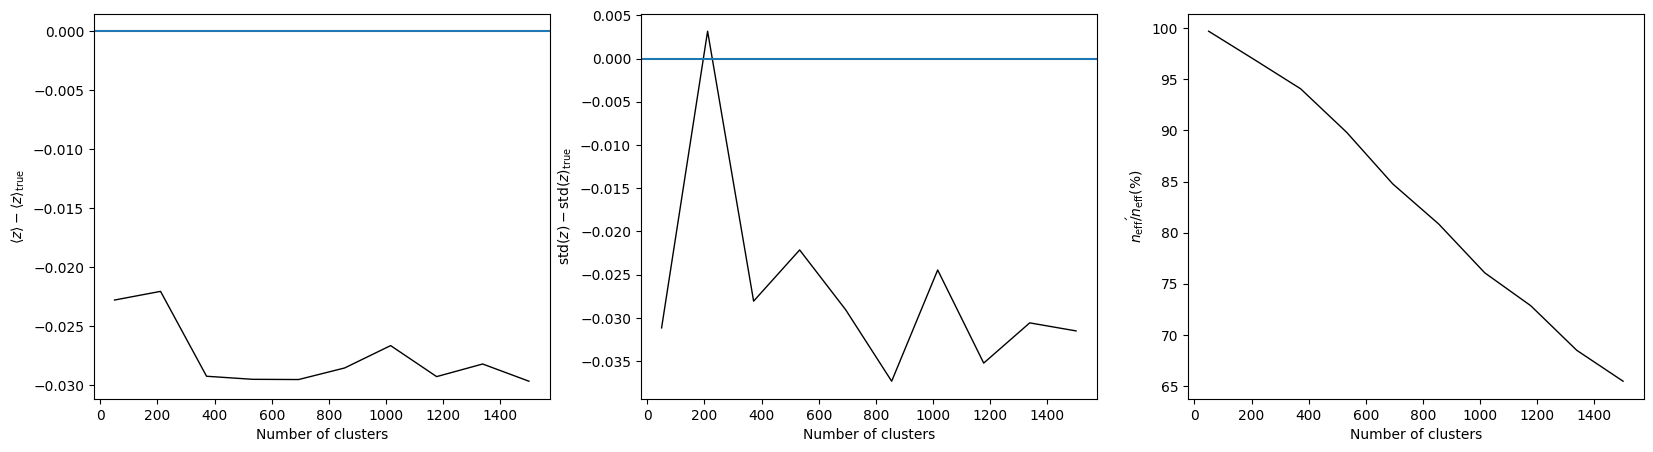 0.000
−0.005
−0.010
−0.015
−0.020
−0.025
−0.030
⟨z⟩ − ⟨z⟩true
0 200 400 600 800 1000 1200 1400
Number of clusters
0.005
0.000
−0.005
−0.010
−0.015
−0.020
−0.025
−0.030
−0.035
std(z) − std(z)true
0 200 400 600 800 1000 1200 1400
Number of clusters
100
95
90
85
80
75
70
65
n´eff/neff(%)
0 200 400 600 800 1000 1200 1400
Number of clusters